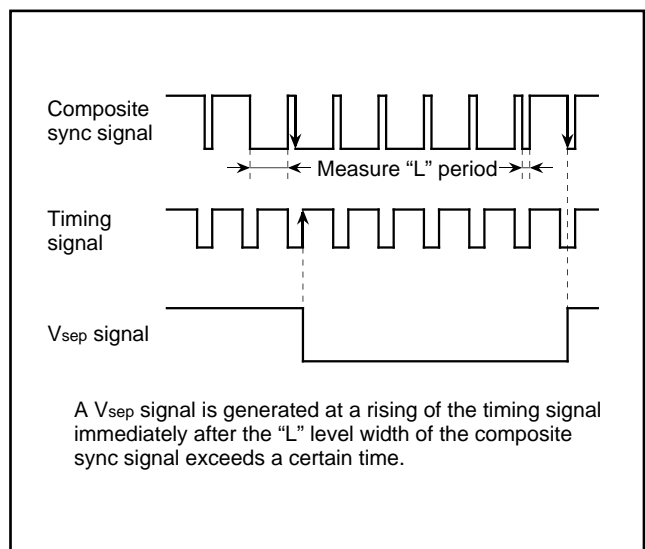 Composite
sync signal
Measure “L” period
Timing
signal
Vsep signal
A Vsep signal is generated at a rising of the timing signal
immediately after the “L” level width of the composite
sync signal exceeds a certain time.